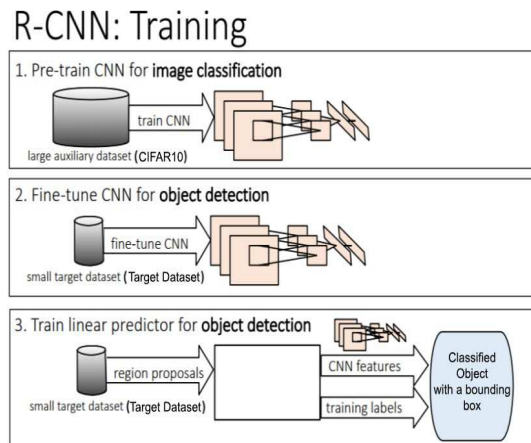 R-CNN: Training
1. Pre-train CNN for image classification
train CNN
large auxiliary dataset (CIFAR10)
2. Fine-tune CNN for object detection
fine-tune CNN
small target dataset (Target Dataset)
3. Train linear predictor for object detection
region proposals
small target dataset (Target Dataset)
CNN features
training labels
Classified
Object
with a bounding
box